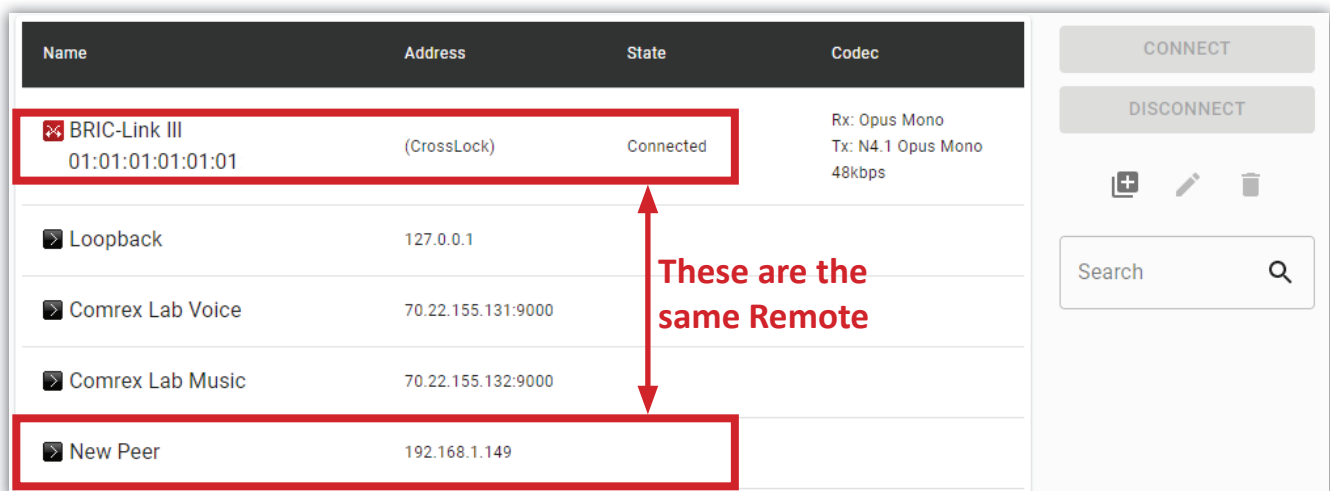 Name Address State Codec
BRIC-Link III
01:01:01:01:01:01
(CrossLock)
Connected
Rx: Opus Mono
Tx: N4.1 Opus Mono
48kbps
Loopback 127.0.0.1
Comrex Lab Voice 70.22.155.131:9000
Comrex Lab Music 70.22.155.132:9000
New Peer 192.168.1.149
These are the
same Remote
CONNECT
DISCONNECT
Search